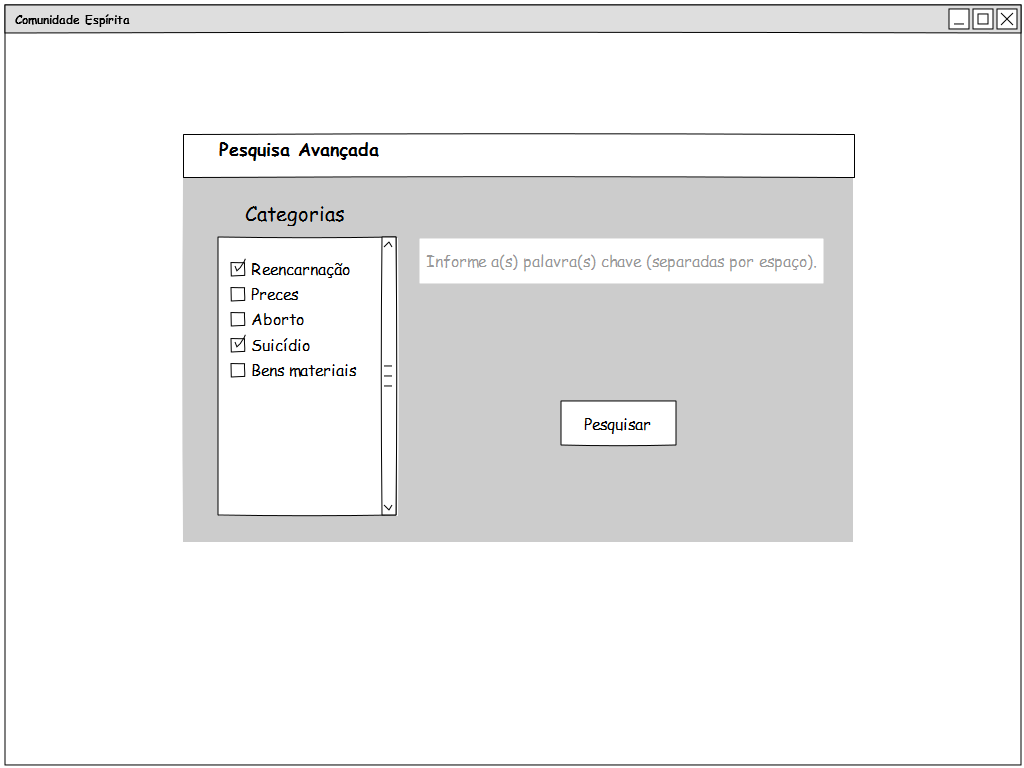 Comunidade Espírita
Pesquisa Avançada
Categorias
Reencarnação
Preces
Aborto
Suicídio
Bens materiais
Informe a(s) palavra(s) chave (separadas por espaço).
Pesquisar